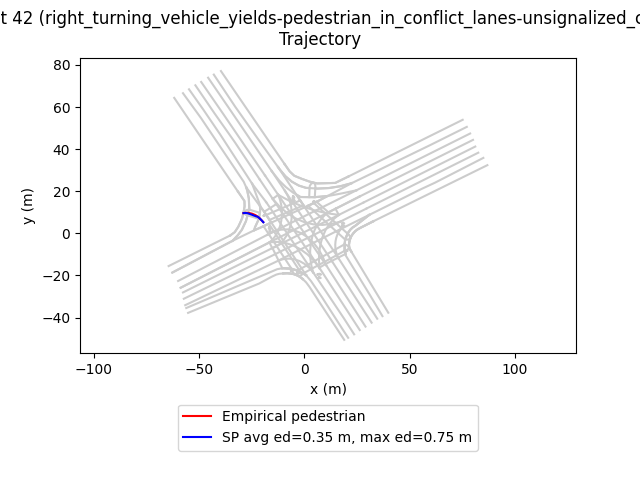 t 42 (right_turning_vehicle_yields-pedestrian_in_conflict_lanes-unsignalized_c
Trajectory
80
60
40
20
0
−20
−40
y (m)
−100 −50 0 50 100
x (m)
Empirical pedestrian
SP avg ed=0.35 m, max ed=0.75 m